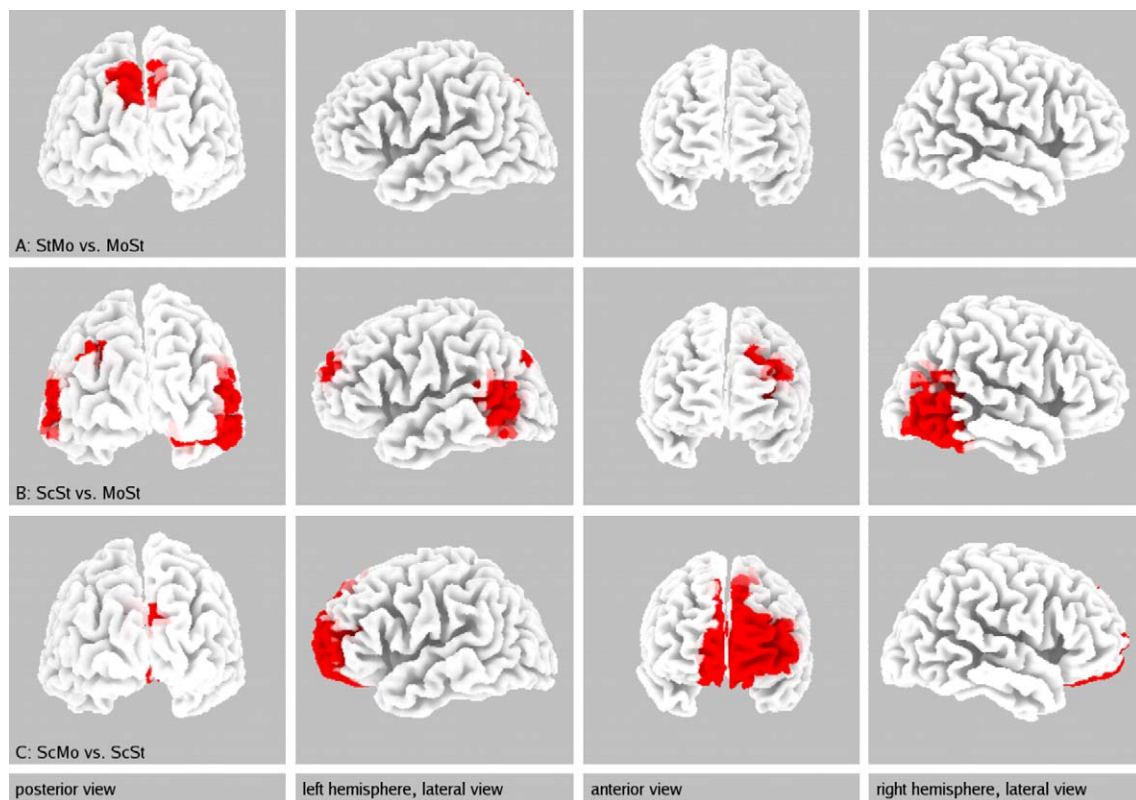 A: StMo vs. MoSt
B: ScSt vs. MoSt
C: ScMo vs. ScSt
posterior view
left hemisphere, lateral view
anterior view
right hemisphere, lateral view